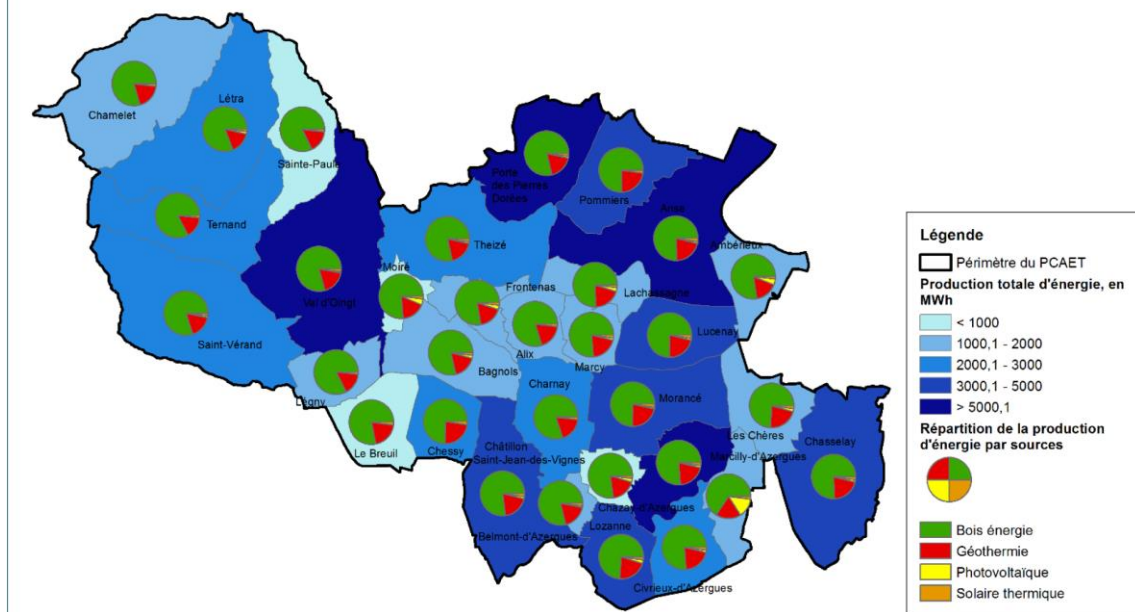 Chamelet
Létra
Sainte-Paule
Ternand
Saint-Vérand
Val d'Oingt
Porte
des Pierres
Dorées
Pommiers
Anse
Ambérieux
Theizé
Moiré
Frontenas
Lachassagne
Lucenay
Alix
Marcy
Bagnols
Légny
Le Breuil
Chessy
Charnay
Morancé
Châtillon
Saint-Jean-des-Vignes
Les Chères
Marcilly-d'Azergues
Chasselay
Chazay-d'Azergues
Belmont-d'Azergues
Lozanne
Civrieux-d'Azergues
Légende
Périmètre du PCAET
Production totale d'énergie, en
MWh
< 1000
1000,1 - 2000
2000,1 - 3000
3000,1 - 5000
> 5000,1
Répartition de la production
d'énergie par sources
Bois énergie
Géothermie
Photovoltaïque
Solaire thermique